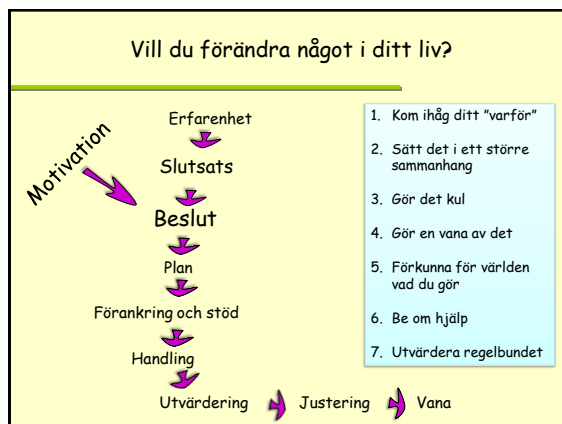 Vill du förändra något i ditt liv?
Motivation
Erfarenhet
Slutsats
Beslut
Plan
Förankring och stöd
Handling
Utvärdering Justering Vana
1. Kom ihåg ditt ”varför”
2. Sätt det i ett större
sammanhang
3. Gör det kul
4. Gör en vana av det
5. Förkunna för världen
vad du gör
6. Be om hjälp
7. Utvärdera regelbundet